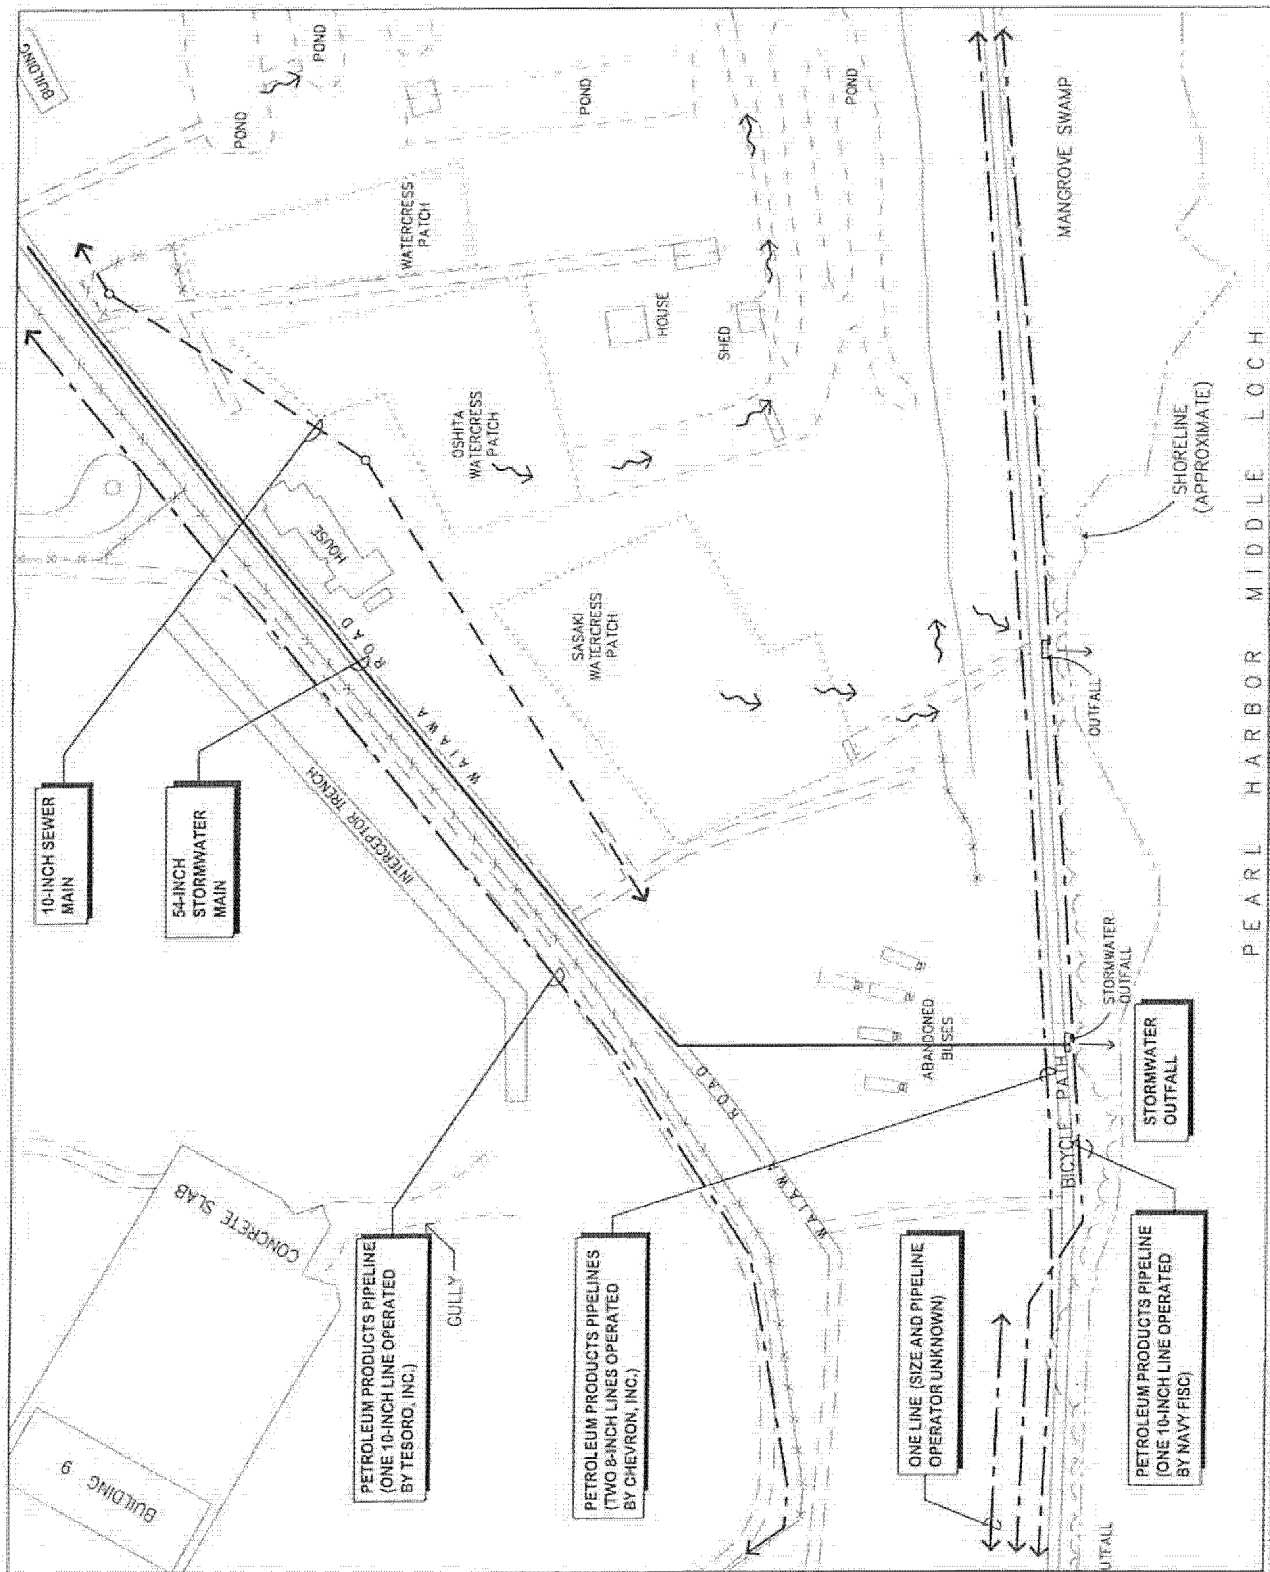 BUILDING
POND
POND
POND
POND
MANGROVE SWAMP
WATERCRESS
PATCH
HOUSE
SHED
OSHITA
WATERCRESS
PATCH
SHORELINE
(APPROXIMATE)
HOUSE
SASAKI
WATERCRESS
PATCH
OUTFALL
WAIAWA ROAD
INTERCEPTOR TRENCH
10-INCH SEWER
MAIN
54-INCH
STORMWATER
MAIN
PEARL HARBOR MIDDLE LOCH
ABANDONED
BUSES
STORMWATER
OUTFALL
STORMWATER
OUTFALL
BICYCLE PATH
WAIAWA ROAD
CONCRETE SLAB
GULLY
BUILDING 9
PETROLEUM PRODUCTS PIPELINE
(ONE 10-INCH LINE OPERATED
BY TESORO, INC.)
PETROLEUM PRODUCTS PIPELINES
(TWO 8-INCH LINES OPERATED
BY CHEVRON, INC.)
ONE LINE (SIZE AND PIPELINE
OPERATOR UNKNOWN)
PETROLEUM PRODUCTS PIPELINE
(ONE 10-INCH LINE OPERATED
BY NAVY FISC)
UTFALL